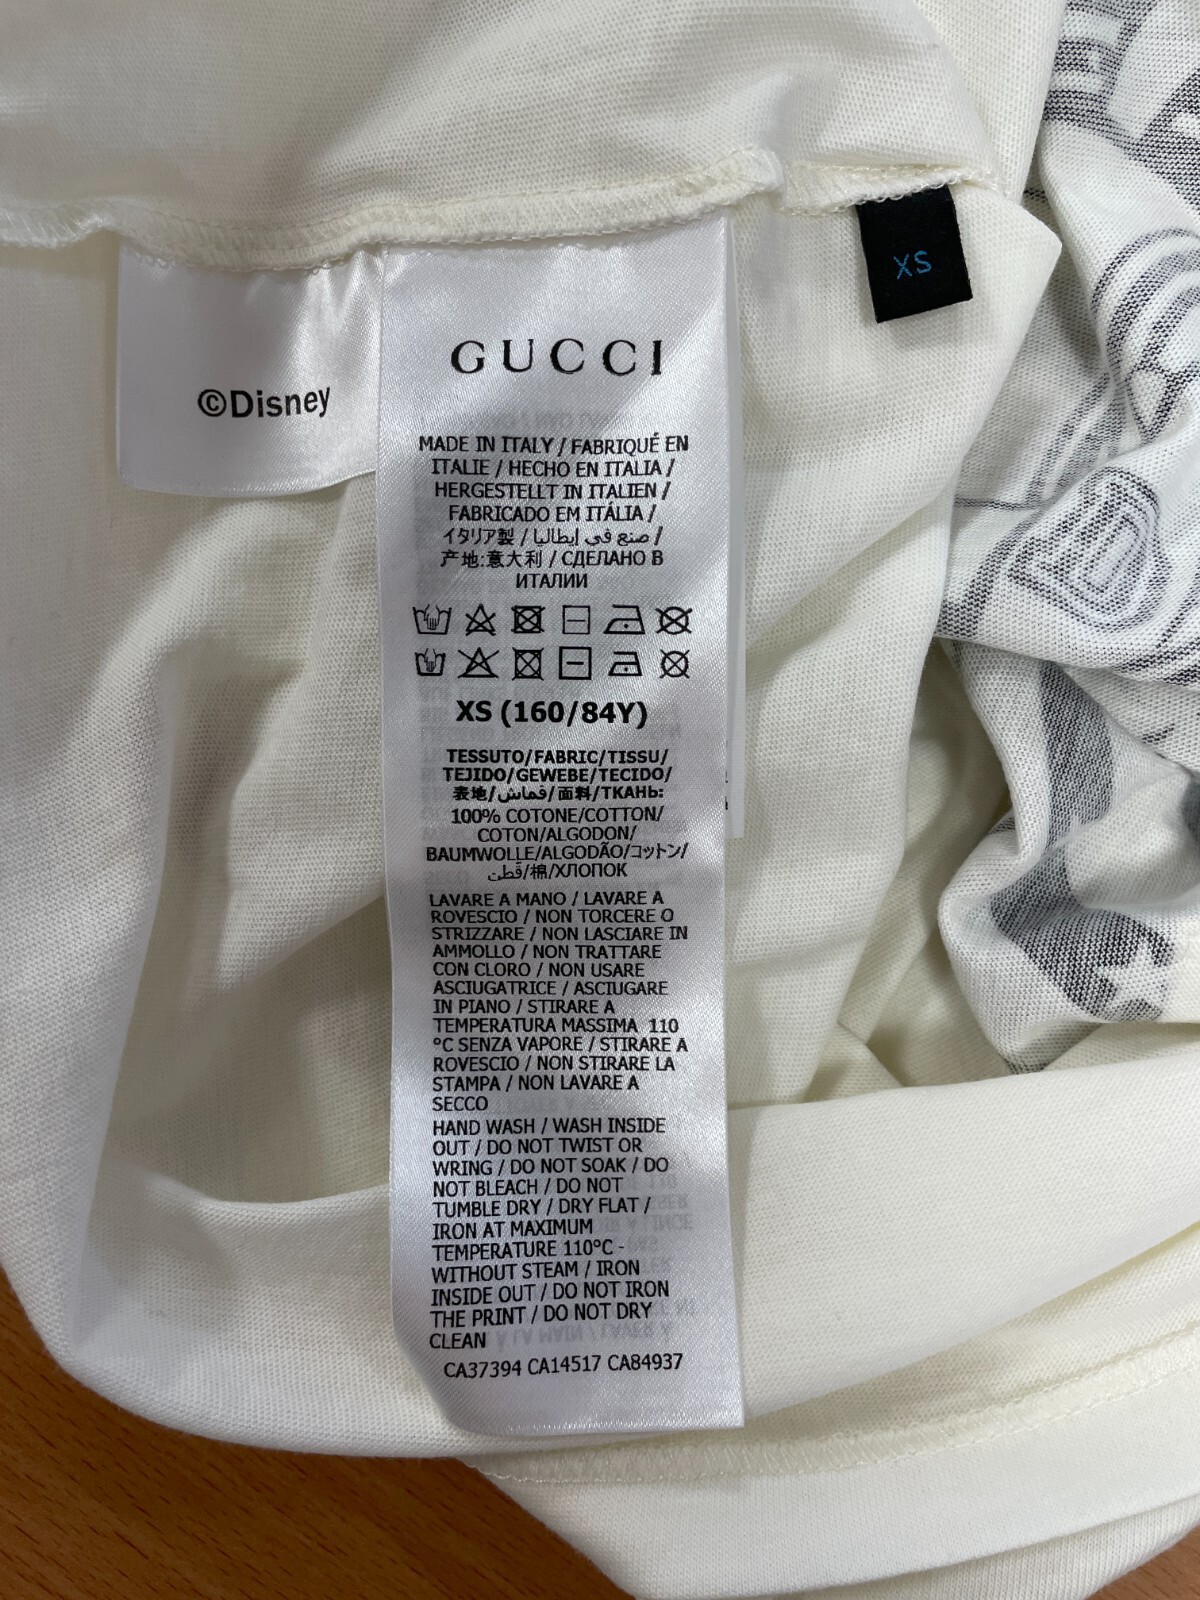 XS
©Disney
GUCCI
MADE IN ITALY / FABRIQUÉ EN
ITALIE / HECHO EN ITALIA /
HERGESTELLT IN ITALIEN /
FABRICADO EM ITÁLIA /
イタリア製 / صنع في إيطاليا /
产地:意大利 / СДЕЛАНО В
ИТАЛИИ
XS (160/84Y)
TESSUTO/FABRIC/TISSU/
TEJIDO/GEWEBE/TECIDO/
表地/قماش/面料/ТКАНЬ:
100% COTONE/COTTON/
COTON/ALGODON/
BAUMWOLLE/ALGODÃO/コットン/
قطن/棉/ХЛОПОК
LAVARE A MANO / LAVARE A
ROVESCIO / NON TORCERE O
STRIZZARE / NON LASCIARE IN
AMMOLLO / NON TRATTARE
CON CLORO / NON USARE
ASCIUGATRICE / ASCIUGARE
IN PIANO / STIRARE A
TEMPERATURA MASSIMA 110
°C SENZA VAPORE / STIRARE A
ROVESCIO / NON STIRARE LA
STAMPA / NON LAVARE A
SECCO
HAND WASH / WASH INSIDE
OUT / DO NOT TWIST OR
WRING / DO NOT SOAK / DO
NOT BLEACH / DO NOT
TUMBLE DRY / DRY FLAT /
IRON AT MAXIMUM
TEMPERATURE 110°C -
WITHOUT STEAM / IRON
INSIDE OUT / DO NOT IRON
THE PRINT / DO NOT DRY
CLEAN
CA37394 CA14517 CA84937